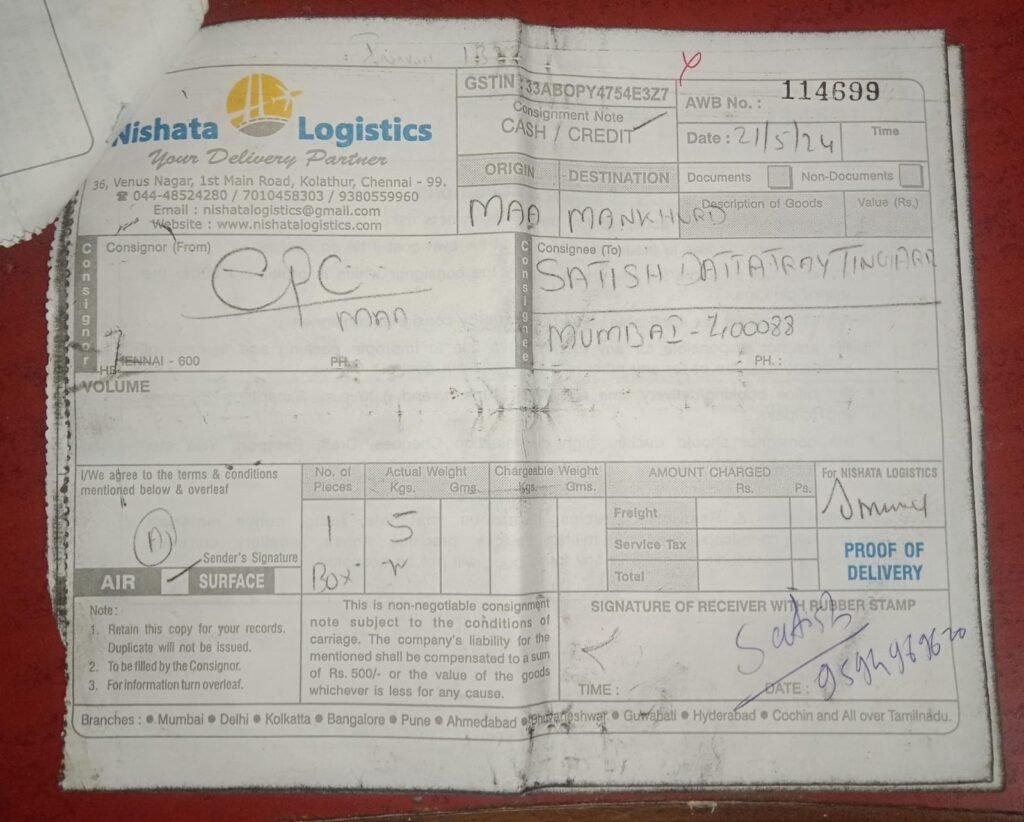 Nishata Logistics
Your Delivery Partner
36, Venus Nagar, 1st Main Road, Kolathur, Chennai - 99.
☎ 044-48524280 / 7010458303 / 9380559960
Email : nishatalogistics@gmail.com
Website : www.nishatalogistics.com
GSTIN : 33ABOPY4754E3Z7
Consignment Note
CASH / CREDIT
AWB No. : 114699
Date : 21/5/24 Time
ORIGIN DESTINATION
Documents Non-Documents
MAA MANKHURD
Description of Goods Value (Rs.)
Consignor
Consignor (From)
epc
MAA
CHENNAI - 600 PH.
Consignee
Consignee (To)
SATISH DATTATRAY
MUMBAI - 400088
PH. :
VOLUME
I/We agree to the terms & conditions
mentioned below & overleaf
A
Sender's Signature
AIR SURFACE
No. of Pieces
1
BOX
Actual Weight
Kgs. Gms.
5
Chargeable Weight
Kgs. Gms.
AMOUNT CHARGED
Rs. Ps.
Freight
Service Tax
Total
For NISHATA LOGISTICS
PROOF OF
DELIVERY
Note :
1. Retain this copy for your records.
Duplicate will not be issued.
2. To be filled by the Consignor.
3. For information turn overleaf.
This is non-negotiable consignment
note subject to the conditions of
carriage. The company's liability for the
mentioned shall be compensated to a sum
of Rs. 500/- or the value of the goods
whichever is less for any cause.
SIGNATURE OF RECEIVER WITH RUBBER STAMP
Satish
TIME : DATE :
Branches : ● Mumbai ● Delhi ● Kolkatta ● Bangalore ● Pune ● Ahmedabad ● Bhuvaneshwar ● Guwahati ● Hyderabad ● Cochin and All over Tamilnadu.